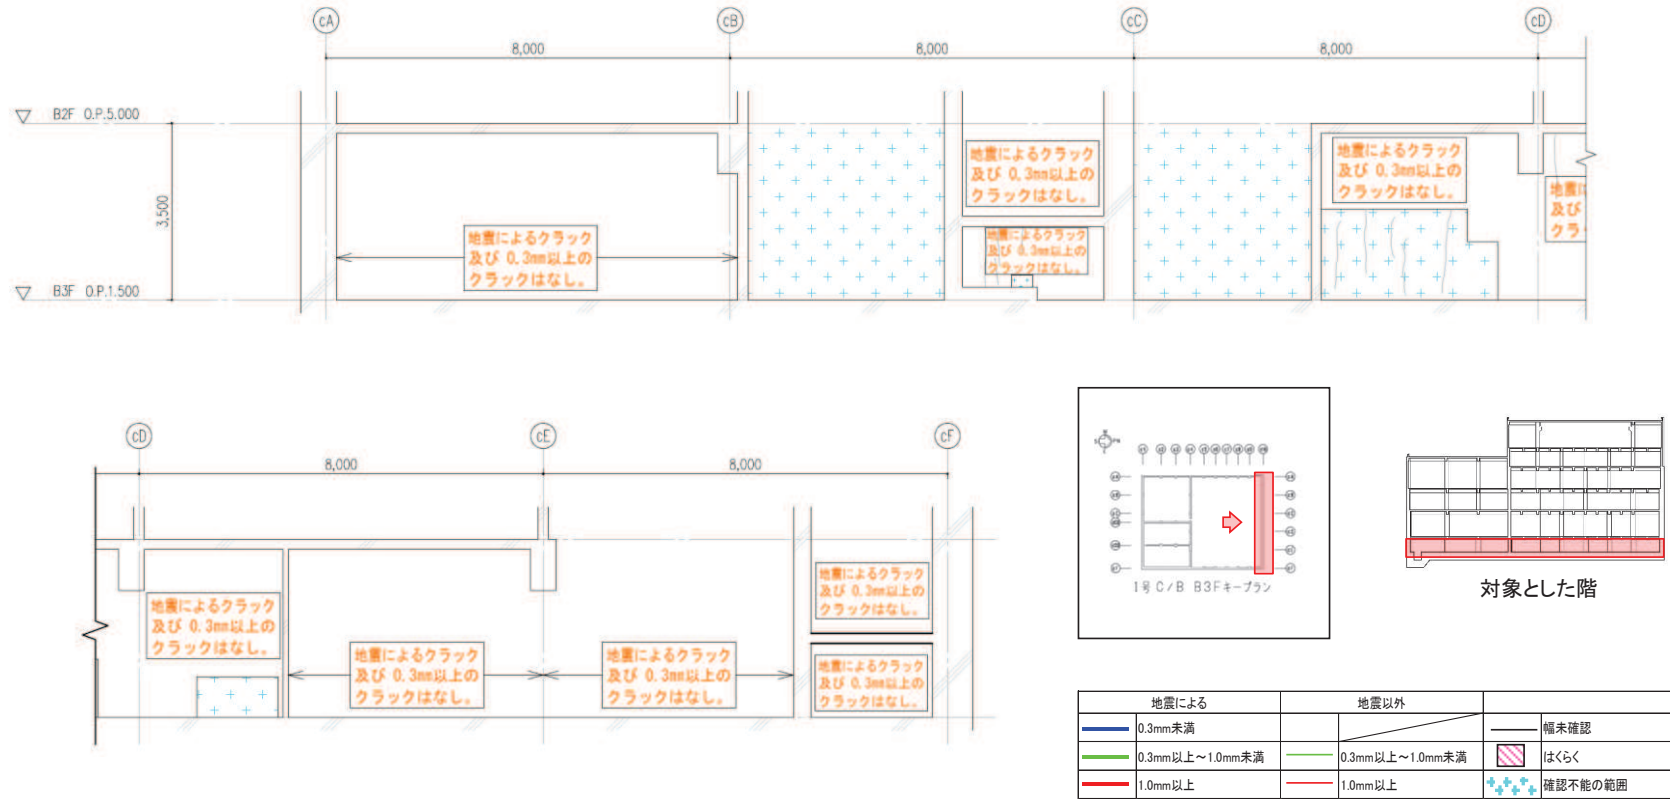 cA
cB
cC
cD
8,000
8,000
8,000
B2F O.P.5.000
3,500
B3F O.P.1.500
地震によるクラック
及び 0.3mm以上の
クラックはなし。
地震によるクラック
及び 0.3mm以上の
クラックはなし。
地震によるクラック
及び 0.3mm以上の
クラックはなし。
地震によるクラック
及び 0.3mm以上の
クラックはなし。
地震に
及び
クラ
cD
cE
cF
8,000
8,000
地震によるクラック
及び 0.3mm以上の
クラックはなし。
地震によるクラック
及び 0.3mm以上の
クラックはなし。
地震によるクラック
及び 0.3mm以上の
クラックはなし。
地震によるクラック
及び 0.3mm以上の
クラックはなし。
地震によるクラック
及び 0.3mm以上の
クラックはなし。
1号 C/B B3Fキープラン
対象とした階
地震による
地震以外
0.3mm未満
幅未確認
0.3mm以上～1.0mm未満
0.3mm以上～1.0mm未満
はくらく
1.0mm以上
1.0mm以上
確認不能の範囲